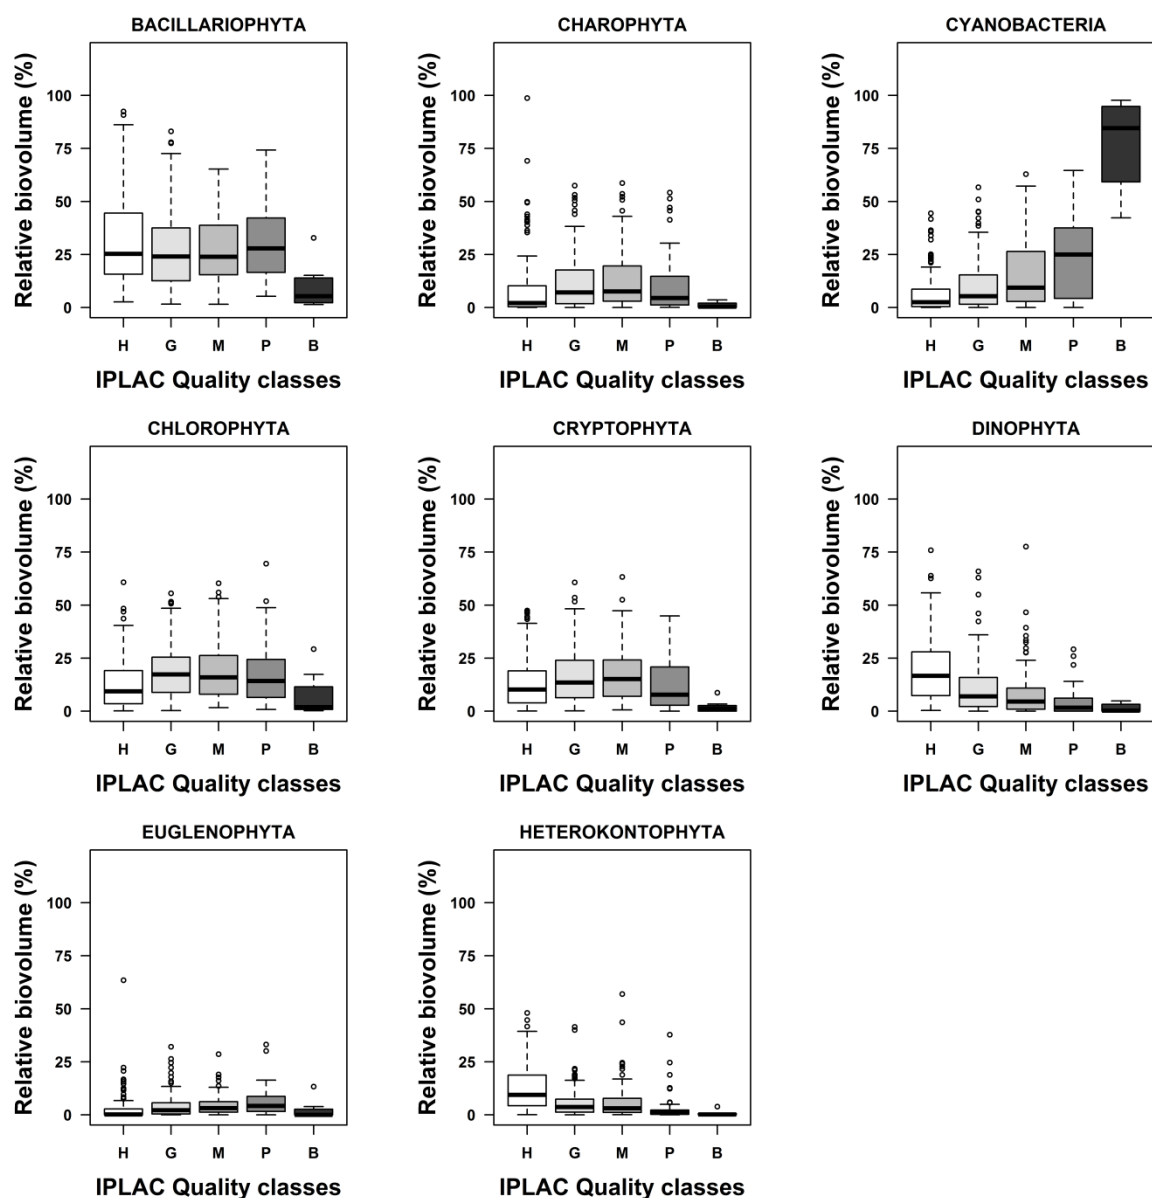 BACILLARIOPHYTA
Relative biovolume (%)
100
75
50
25
0
H G M P B
IPLAC Quality classes
CHAROPHYTA
Relative biovolume (%)
100
75
50
25
0
H G M P B
IPLAC Quality classes
CYANOBACTERIA
Relative biovolume (%)
100
75
50
25
0
H G M P B
IPLAC Quality classes
CHLOROPHYTA
Relative biovolume (%)
100
75
50
25
0
H G M P B
IPLAC Quality classes
CRYPTOPHYTA
Relative biovolume (%)
100
75
50
25
0
H G M P B
IPLAC Quality classes
DINOPHYTA
Relative biovolume (%)
100
75
50
25
0
H G M P B
IPLAC Quality classes
EUGLENOPHYTA
Relative biovolume (%)
100
75
50
25
0
H G M P B
IPLAC Quality classes
HETEROKONTOPHYTA
Relative biovolume (%)
100
75
50
25
0
H G M P B
IPLAC Quality classes